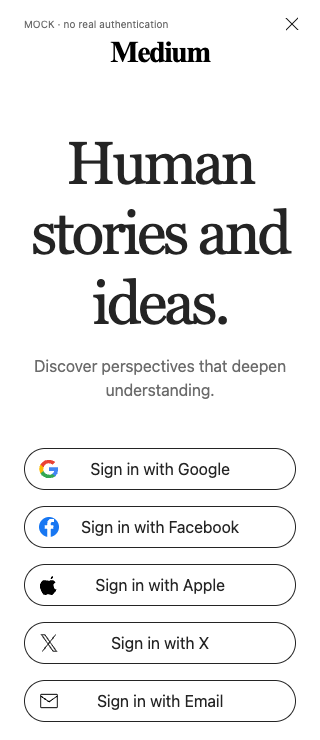 MOCK · no real authentication
Medium
Human
stories and
ideas.
Discover perspectives that deepen
understanding.
Sign in with Google
Sign in with Facebook
Sign in with Apple
Sign in with X
Sign in with Email